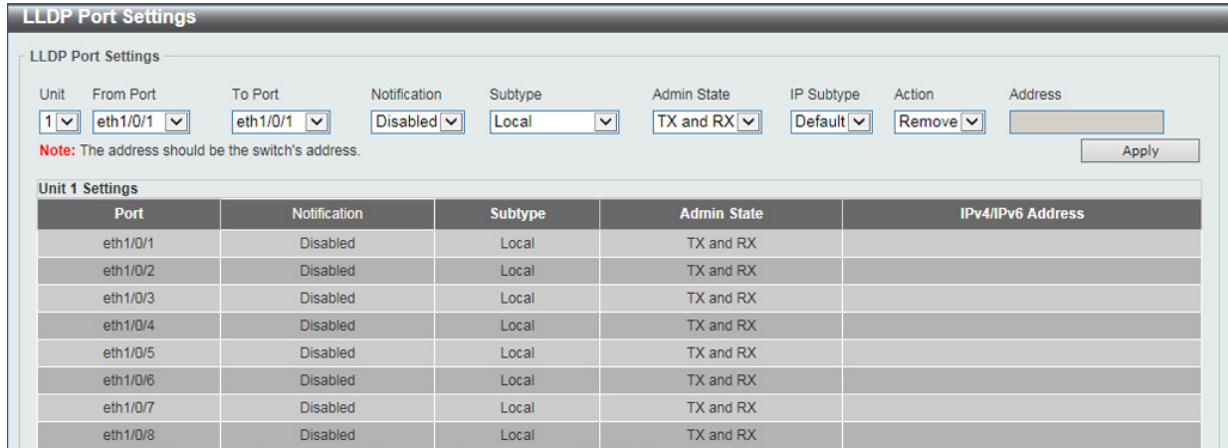 LLDP Port Settings
LLDP Port Settings
Unit From Port To Port Notification Subtype Admin State IP Subtype Action Address
1 eth1/0/1 eth1/0/1 Disabled Local TX and RX Default Remove
Note: The address should be the switch's address. Apply
Unit 1 Settings
Port Notification Subtype Admin State IPv4/IPv6 Address
eth1/0/1 Disabled Local TX and RX
eth1/0/2 Disabled Local TX and RX
eth1/0/3 Disabled Local TX and RX
eth1/0/4 Disabled Local TX and RX
eth1/0/5 Disabled Local TX and RX
eth1/0/6 Disabled Local TX and RX
eth1/0/7 Disabled Local TX and RX
eth1/0/8 Disabled Local TX and RX